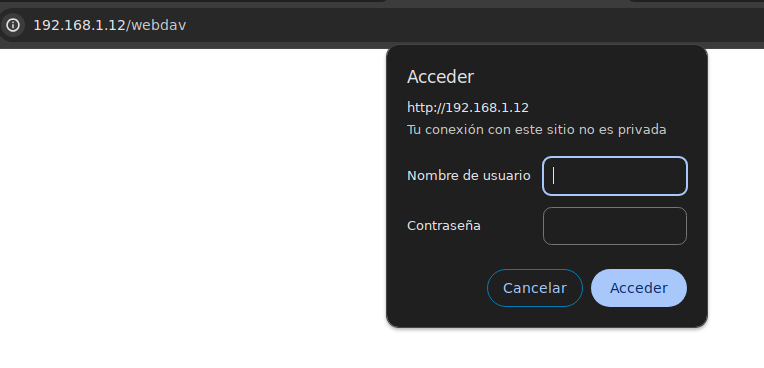 192.168.1.12/webdav
Acceder
http://192.168.1.12
Tu conexión con este sitio no es privada
Nombre de usuario
Contraseña
Cancelar Acceder